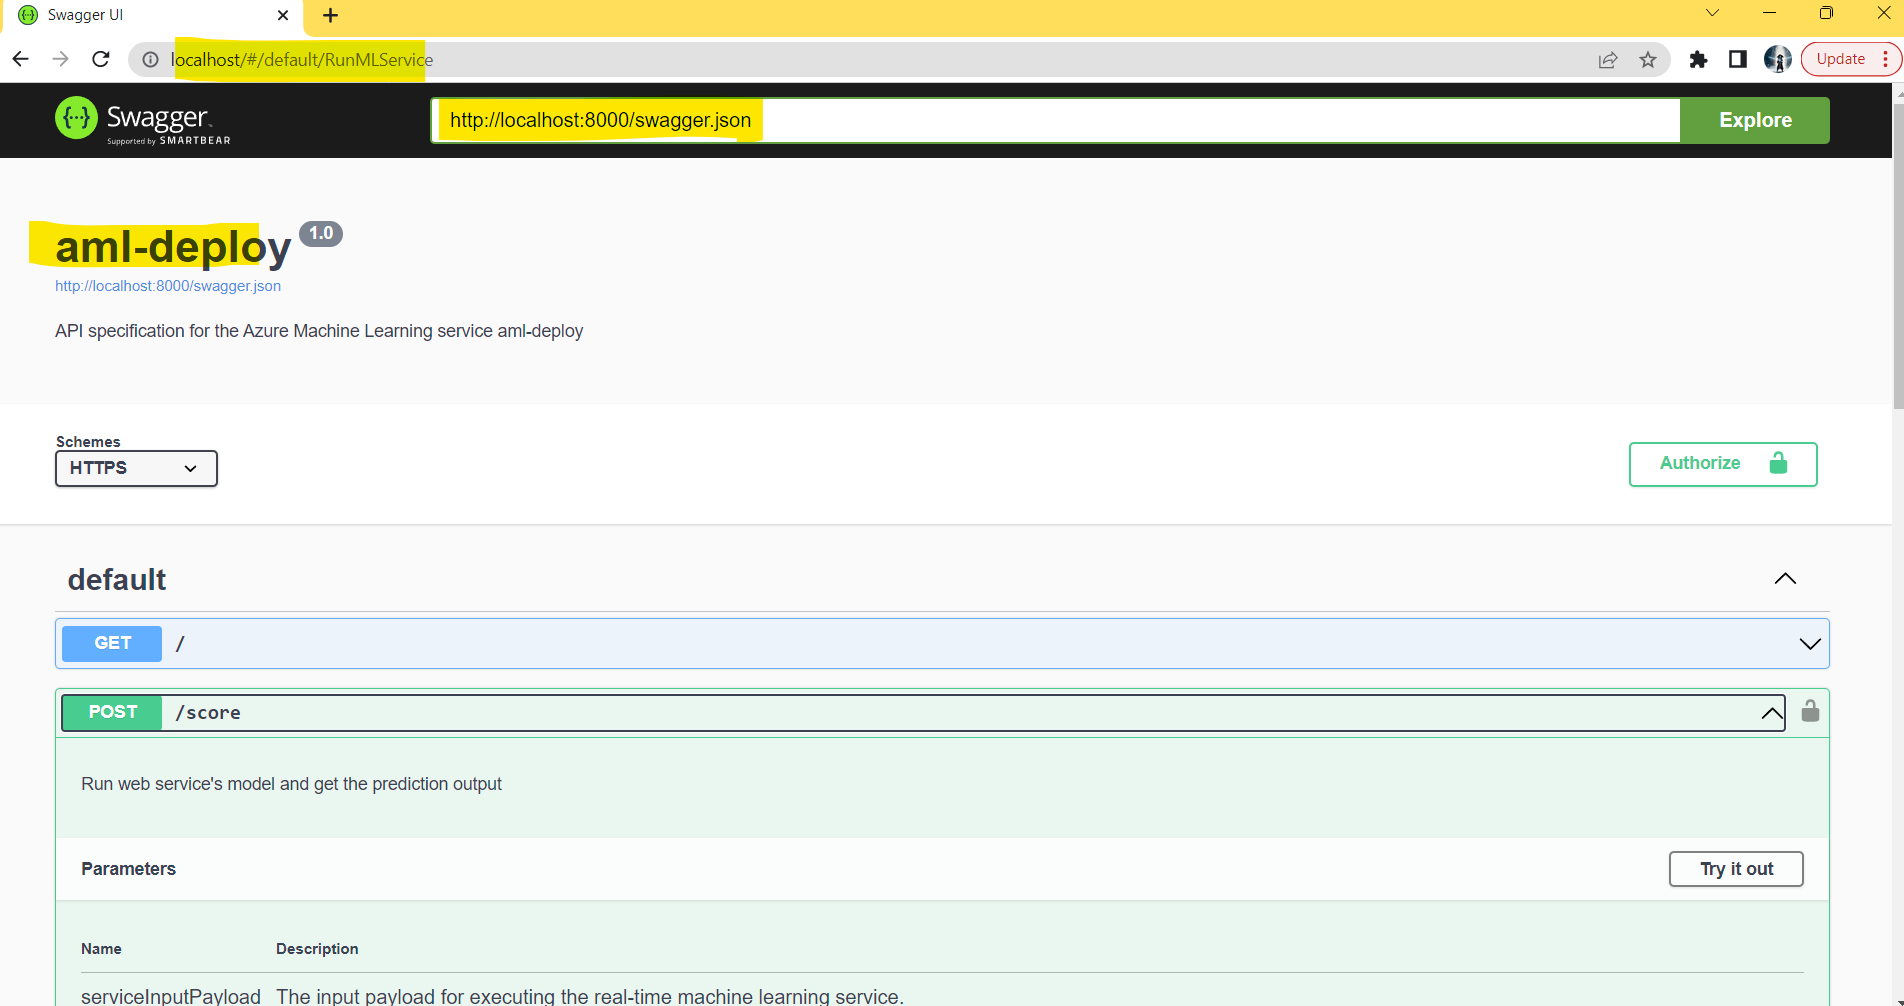 Swagger UI
localhost/#/default/RunMLService
Update
Swagger
Supported by SMARTBEAR
http://localhost:8000/swagger.json
Explore
aml-deploy 1.0
http://localhost:8000/swagger.json
API specification for the Azure Machine Learning service aml-deploy
Schemes
HTTPS
Authorize
default
GET /
POST /score
Run web service's model and get the prediction output
Parameters
Try it out
Name Description
serviceInputPayload The input payload for executing the real-time machine learning service.